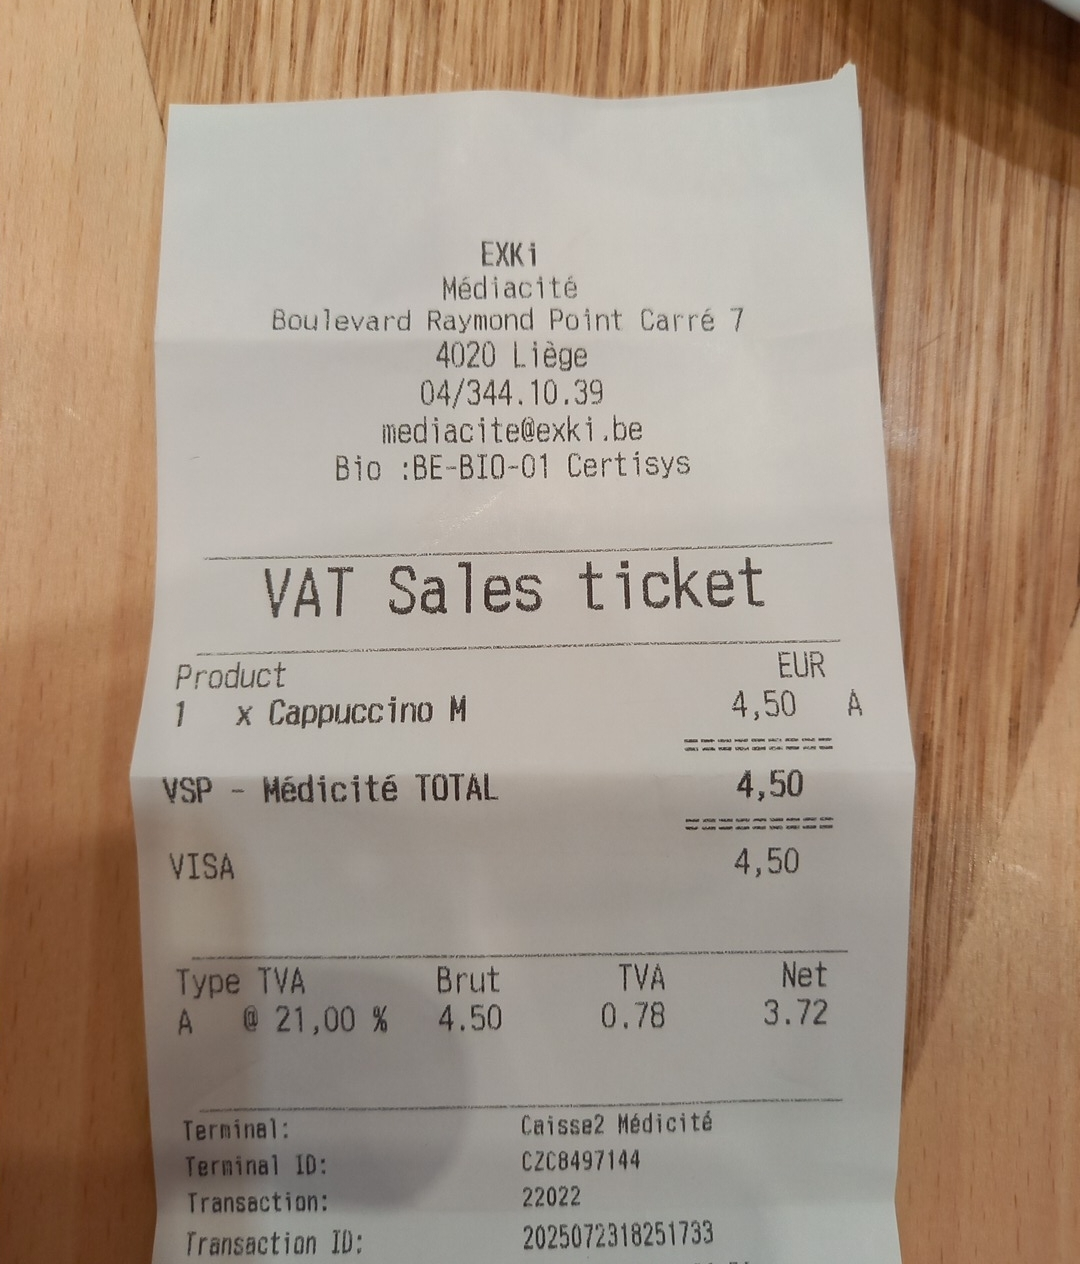 EXKi
Médiacité
Boulevard Raymond Point Carré 7
4020 Liège
04/344.10.39
mediacite@exki.be
Bio :BE-BIO-01 Certisys
VAT Sales ticket
Product EUR
1 x Cappuccino M 4,50 A
VSP - Médicité TOTAL 4,50
VISA 4,50
Type TVA Brut TVA Net
A @ 21,00 % 4.50 0.78 3.72
Terminal: Caisse2 Médicité
Terminal ID: CZC8497144
Transaction: 22022
Transaction ID: 2025072318251733